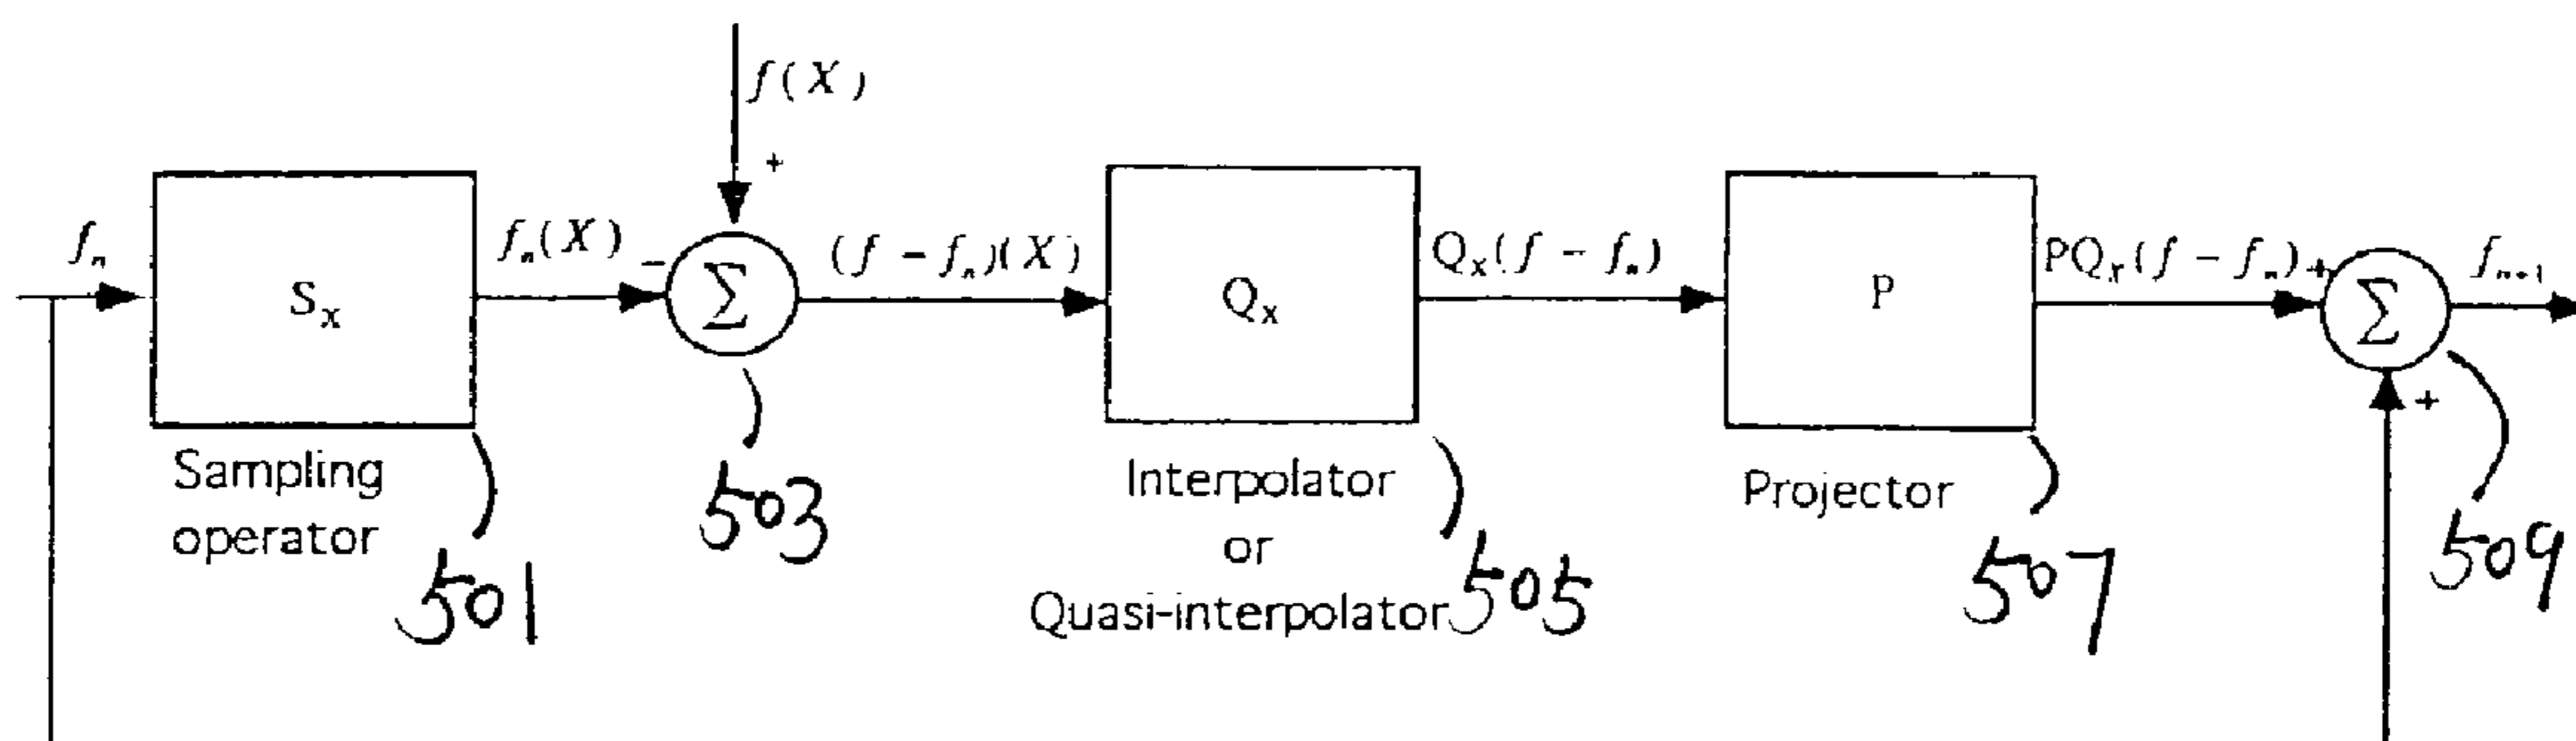 f(X)
+
f_n
S_x
f_n(X)
−
Σ
(f − f_n)(X)
Q_x
Q_x(f − f_n)
P
PQ_x(f − f_n)
+
Σ
f_{n+1}
+
Sampling
operator
501
503
Interpolator
or
Quasi-interpolator
505
Projector
507
509